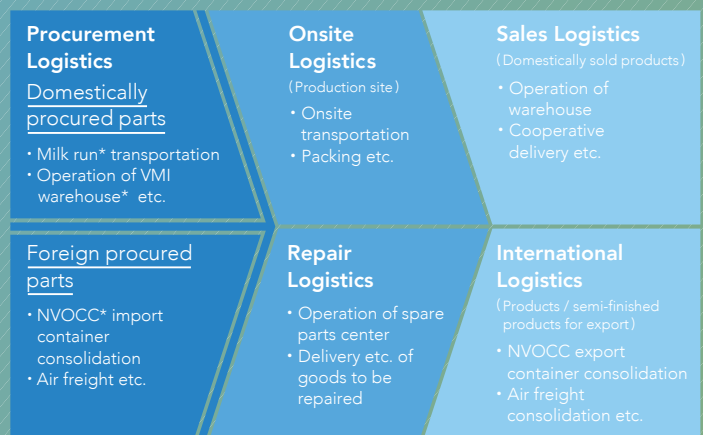 Procurement
Logistics
Domestically
procured parts
・Milk run* transportation
・Operation of VMI
warehouse* etc.
Foreign procured
parts
・NVOCC* import
container
consolidation
・Air freight etc.
Onsite
Logistics
(Production site)
・Onsite
transportation
・Packing etc.
Repair
Logistics
・Operation of spare
parts center
・Delivery etc. of
goods to be
repaired
Sales Logistics
(Domestically sold products)
・Operation of
warehouse
・Cooperative
delivery etc.
International
Logistics
(Products / semi-finished
products for export)
・NVOCC export
container consolidation
・Air freight
consolidation etc.